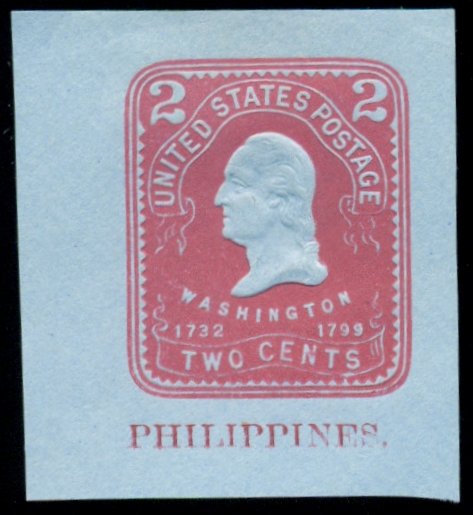 2 2
UNITED STATES POSTAGE
WASHINGTON
1732 1799
TWO CENTS
PHILIPPINES.